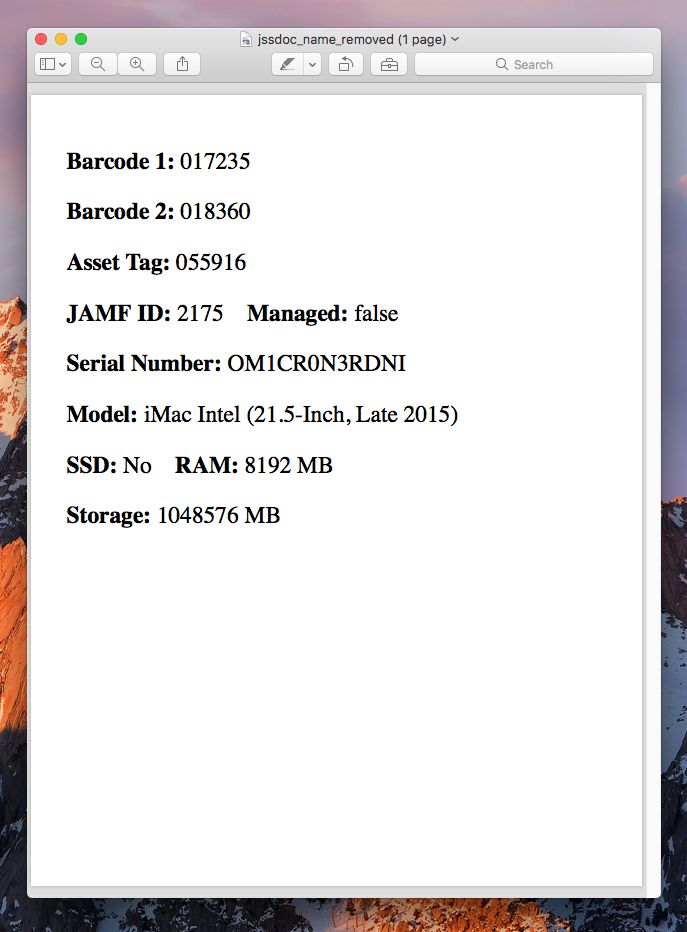 jssdoc_name_removed (1 page)
Search
Barcode 1: 017235
Barcode 2: 018360
Asset Tag: 055916
JAMF ID: 2175 Managed: false
Serial Number: OM1CR0N3RDNI
Model: iMac Intel (21.5-Inch, Late 2015)
SSD: No RAM: 8192 MB
Storage: 1048576 MB